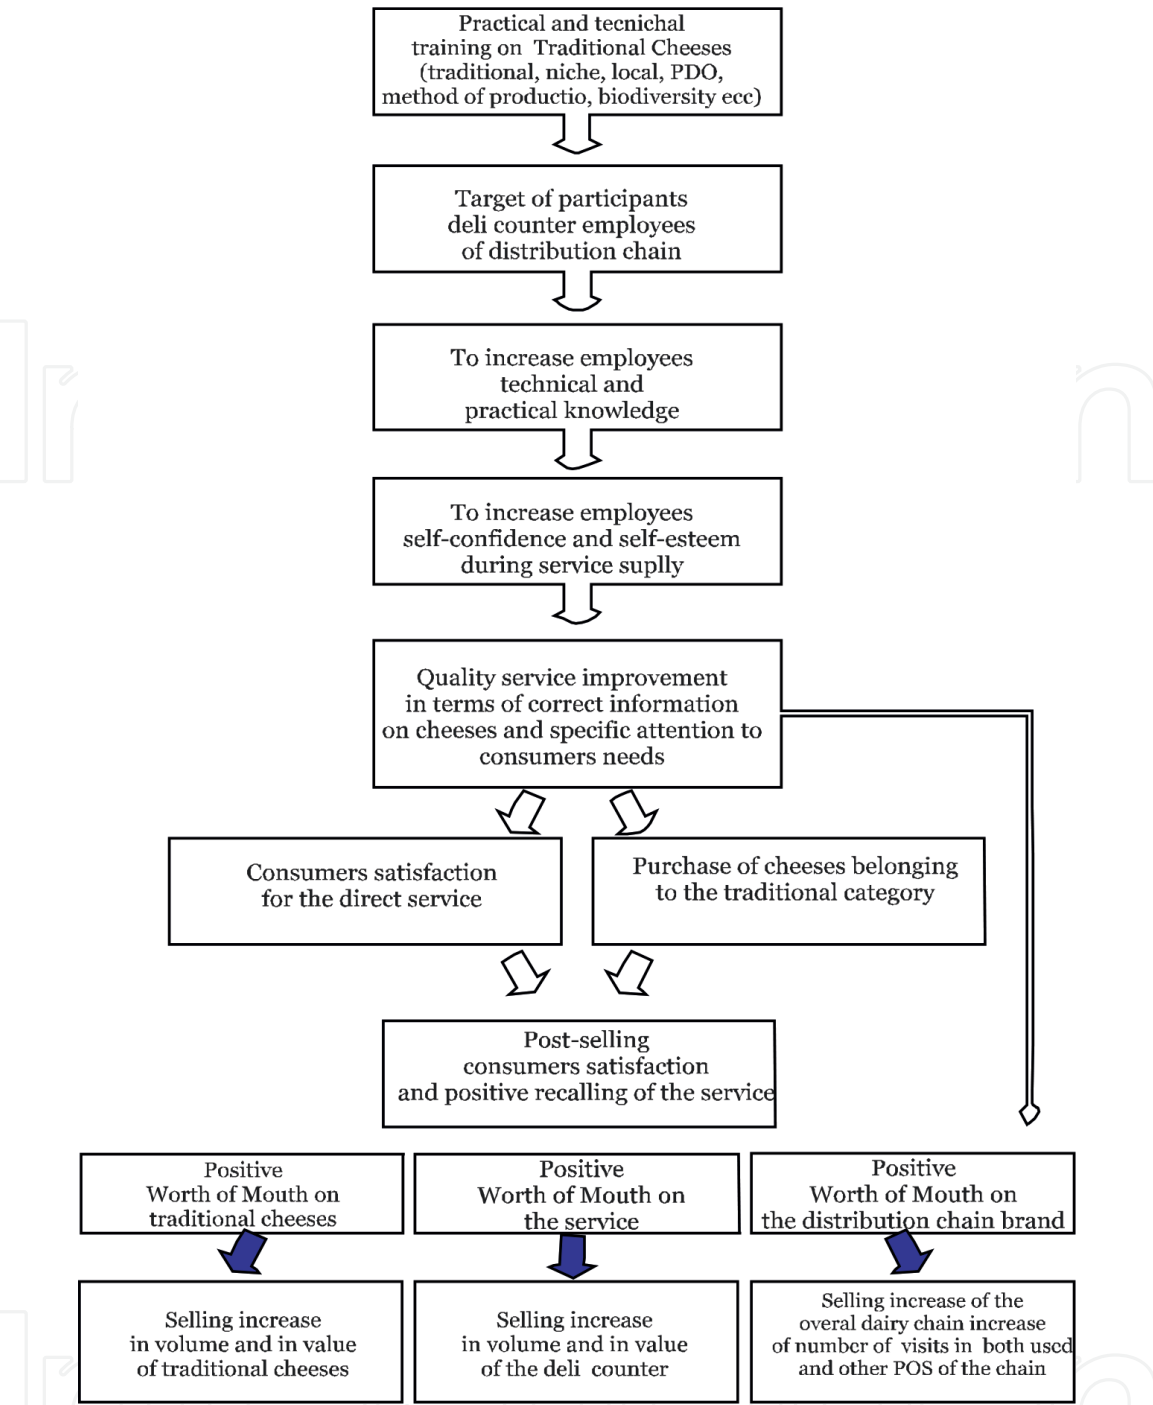 Practical and tecnichal
training on Traditional Cheeses
(traditional, niche, local, PDO,
method of productio, biodiversity ecc)
Target of participants
deli counter employees
of distribution chain
To increase employees
technical and
practical knowledge
To increase employees
self-confidence and self-esteem
during service suplly
Quality service improvement
in terms of correct information
on cheeses and specific attention to
consumers needs
Consumers satisfaction
for the direct service
Purchase of cheeses belonging
to the traditional category
Post-selling
consumers satisfaction
and positive recalling of the service
Positive
Worth of Mouth on
traditional cheeses
Positive
Worth of Mouth on
the service
Positive
Worth of Mouth on
the distribution chain brand
Selling increase
in volume and in value
of traditional cheeses
Selling increase
in volume and in value
of the deli counter
Selling increase of the
overal dairy chain increase
of number of visits in both used
and other POS of the chain